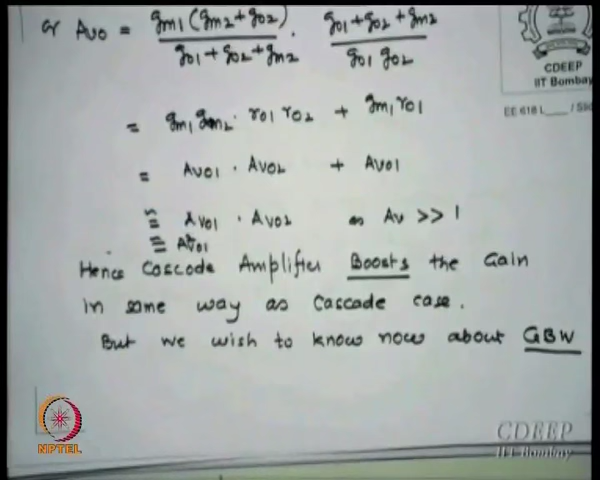 or Avo = gm1 (gm2 + go2) / go1 + go2 + gm2 . go1 + go2 + gm2 / go1 go2
= gm1 gm2 . ro1 ro2 + gm1 ro1
= Avo1 . Avo2 + Avo1
≅ Avo1 . Avo2 as Av >> 1
≅ A²vo1
Hence Cascode Amplifier Boosts the Gain
in same way as Cascade case.
But we wish to know now about GBW
CDEEP
IIT Bombay
EE 618 L___ / Slide
NPTEL
CDEEP
IIT Bombay